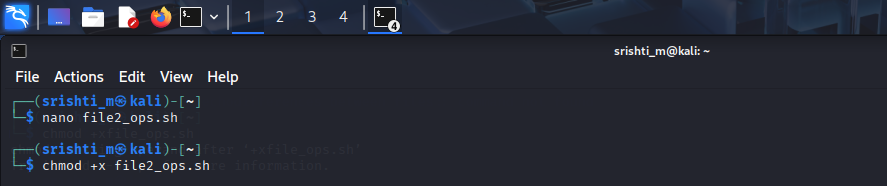 1 2 3 4 4
srishti_m@kali: ~
File Actions Edit View Help
┌──(srishti_m㉿kali)-[~]
└─$ nano file2_ops.sh
┌──(srishti_m㉿kali)-[~]
└─$ chmod +x file2_ops.sh